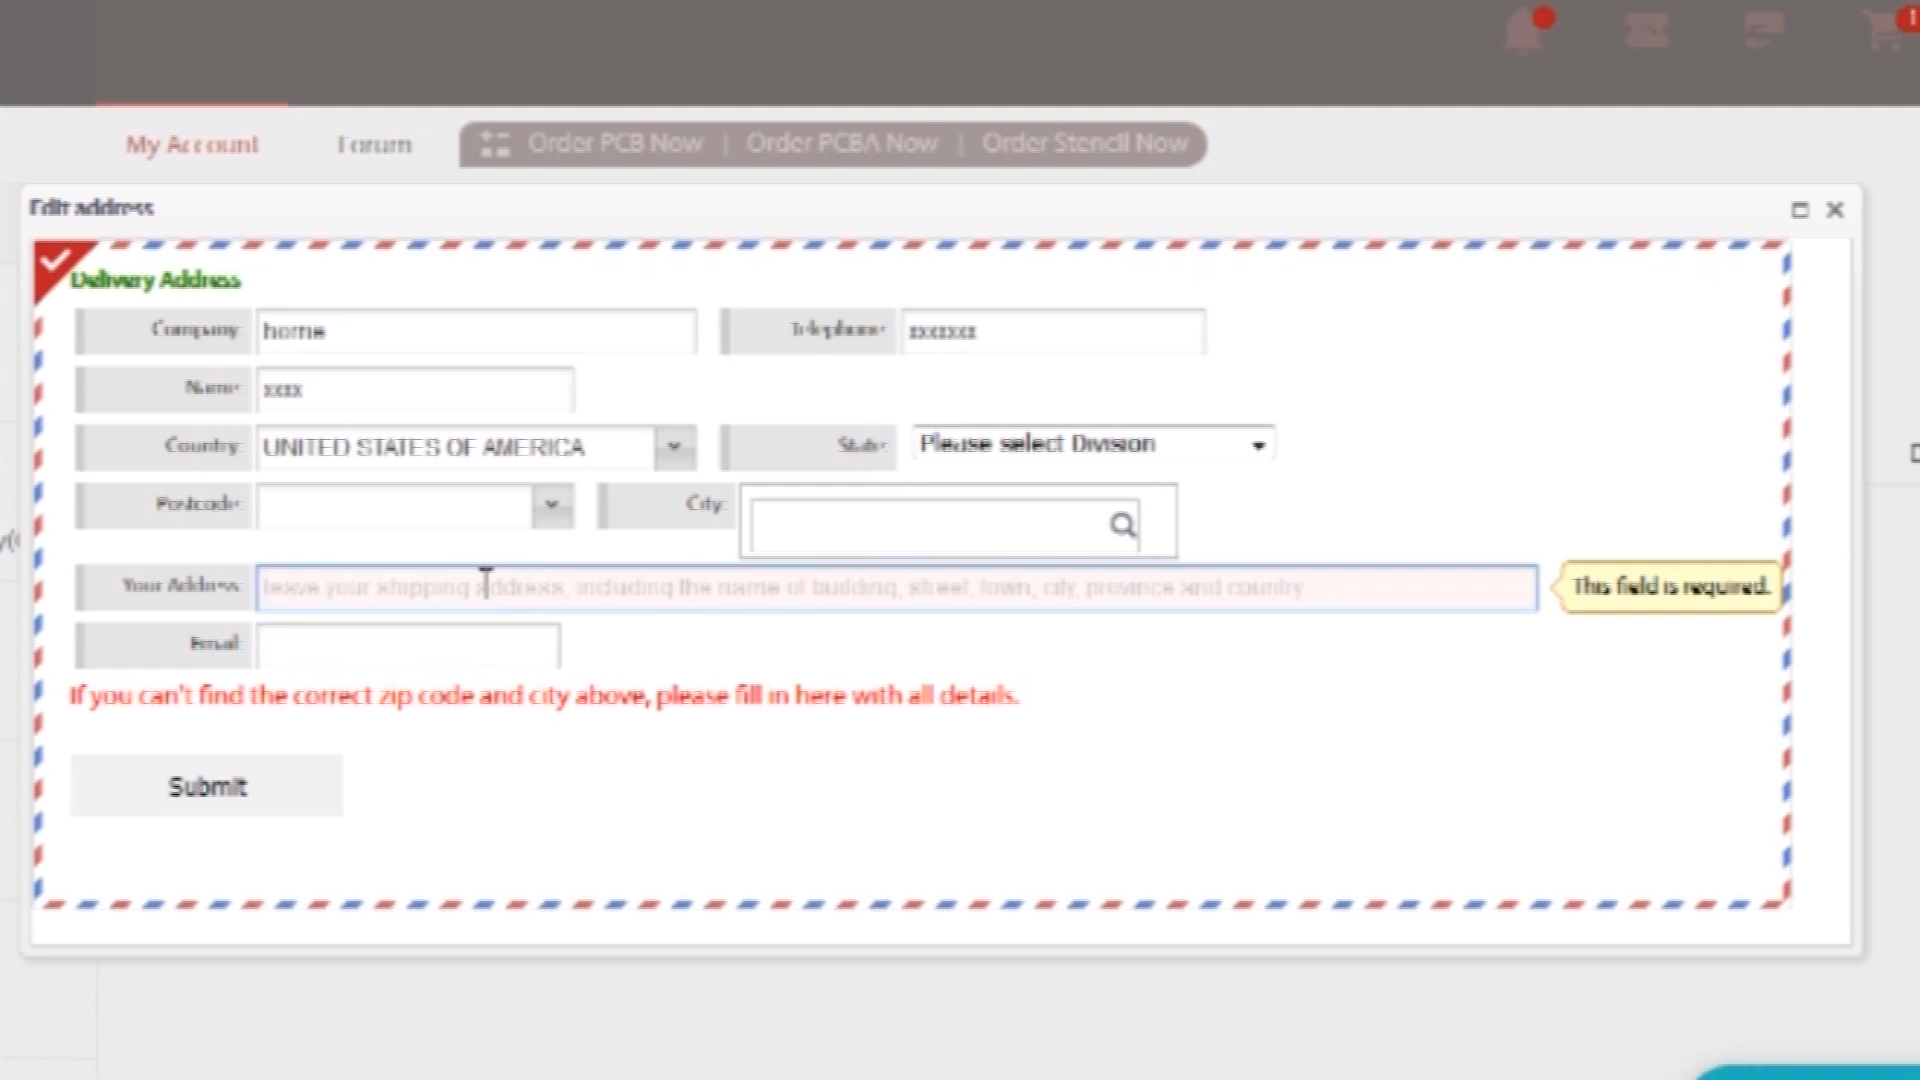 My Account Forum Order PCB Now | Order PCBA Now | Order Stencil Now
Edit address
Delivery Address
Company: home Telephone: xxxxxxx
Name: xxxx
Country: UNITED STATES OF AMERICA State: Please select Division
Postcode: City:
Your Address: leave your shipping address, including the name of building, street, town, city, province and country This field is required.
Email:
If you can't find the correct zip code and city above, please fill in here with all details.
Submit